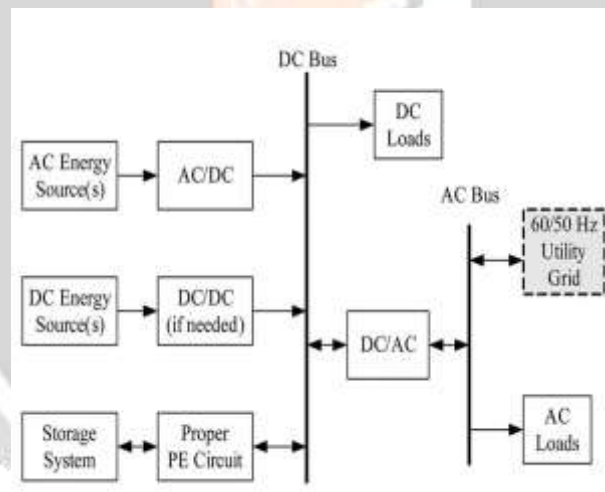 DC Bus
DC
Loads
AC Energy
Source(s)
AC/DC
AC Bus
60/50 Hz
Utility
Grid
DC Energy
Source(s)
DC/DC
(if needed)
DC/AC
Storage
System
Proper
PE Circuit
AC
Loads